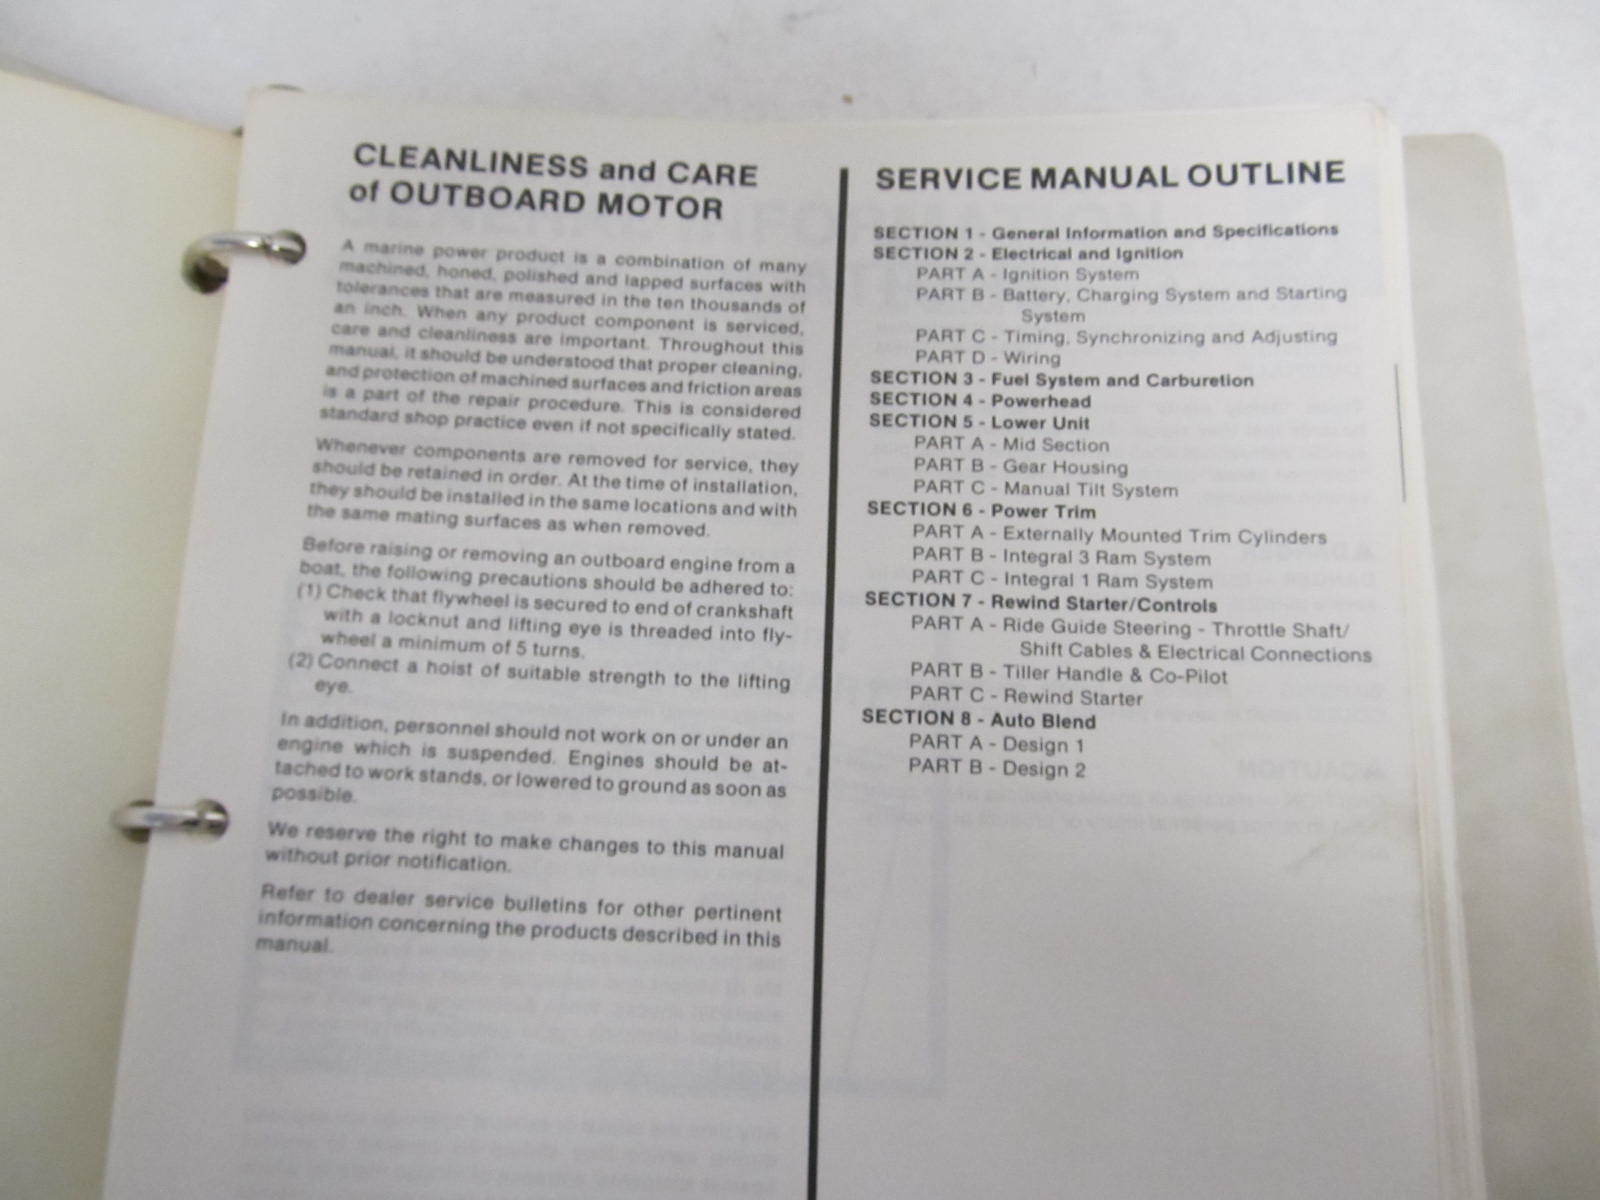 CLEANLINESS and CARE
of OUTBOARD MOTOR
A marine power product is a combination of many
machined, honed, polished and lapped surfaces with
tolerances that are measured in the ten thousands of
an inch. When any product component is serviced,
care and cleanliness are important. Throughout this
manual, it should be understood that proper cleaning,
and protection of machined surfaces and friction areas
is a part of the repair procedure. This is considered
standard shop practice even if not specifically stated.
Whenever components are removed for service, they
should be retained in order. At the time of installation,
they should be installed in the same locations and with
the same mating surfaces as when removed.
Before raising or removing an outboard engine from a
boat, the following precautions should be adhered to:
(1) Check that flywheel is secured to end of crankshaft
with a locknut and lifting eye is threaded into fly-
wheel a minimum of 5 turns.
(2) Connect a hoist of suitable strength to the lifting
eye.
In addition, personnel should not work on or under an
engine which is suspended. Engines should be at-
tached to work stands, or lowered to ground as soon as
possible.
We reserve the right to make changes to this manual
without prior notification.
Refer to dealer service bulletins for other pertinent
information concerning the products described in this
manual.
SERVICE MANUAL OUTLINE
SECTION 1 - General Information and Specifications
SECTION 2 - Electrical and Ignition
PART A - Ignition System
PART B - Battery, Charging System and Starting
System
PART C - Timing, Synchronizing and Adjusting
PART D - Wiring
SECTION 3 - Fuel System and Carburetion
SECTION 4 - Powerhead
SECTION 5 - Lower Unit
PART A - Mid Section
PART B - Gear Housing
PART C - Manual Tilt System
SECTION 6 - Power Trim
PART A - Externally Mounted Trim Cylinders
PART B - Integral 3 Ram System
PART C - Integral 1 Ram System
SECTION 7 - Rewind Starter/Controls
PART A - Ride Guide Steering - Throttle Shaft/
Shift Cables & Electrical Connections
PART B - Tiller Handle & Co-Pilot
PART C - Rewind Starter
SECTION 8 - Auto Blend
PART A - Design 1
PART B - Design 2